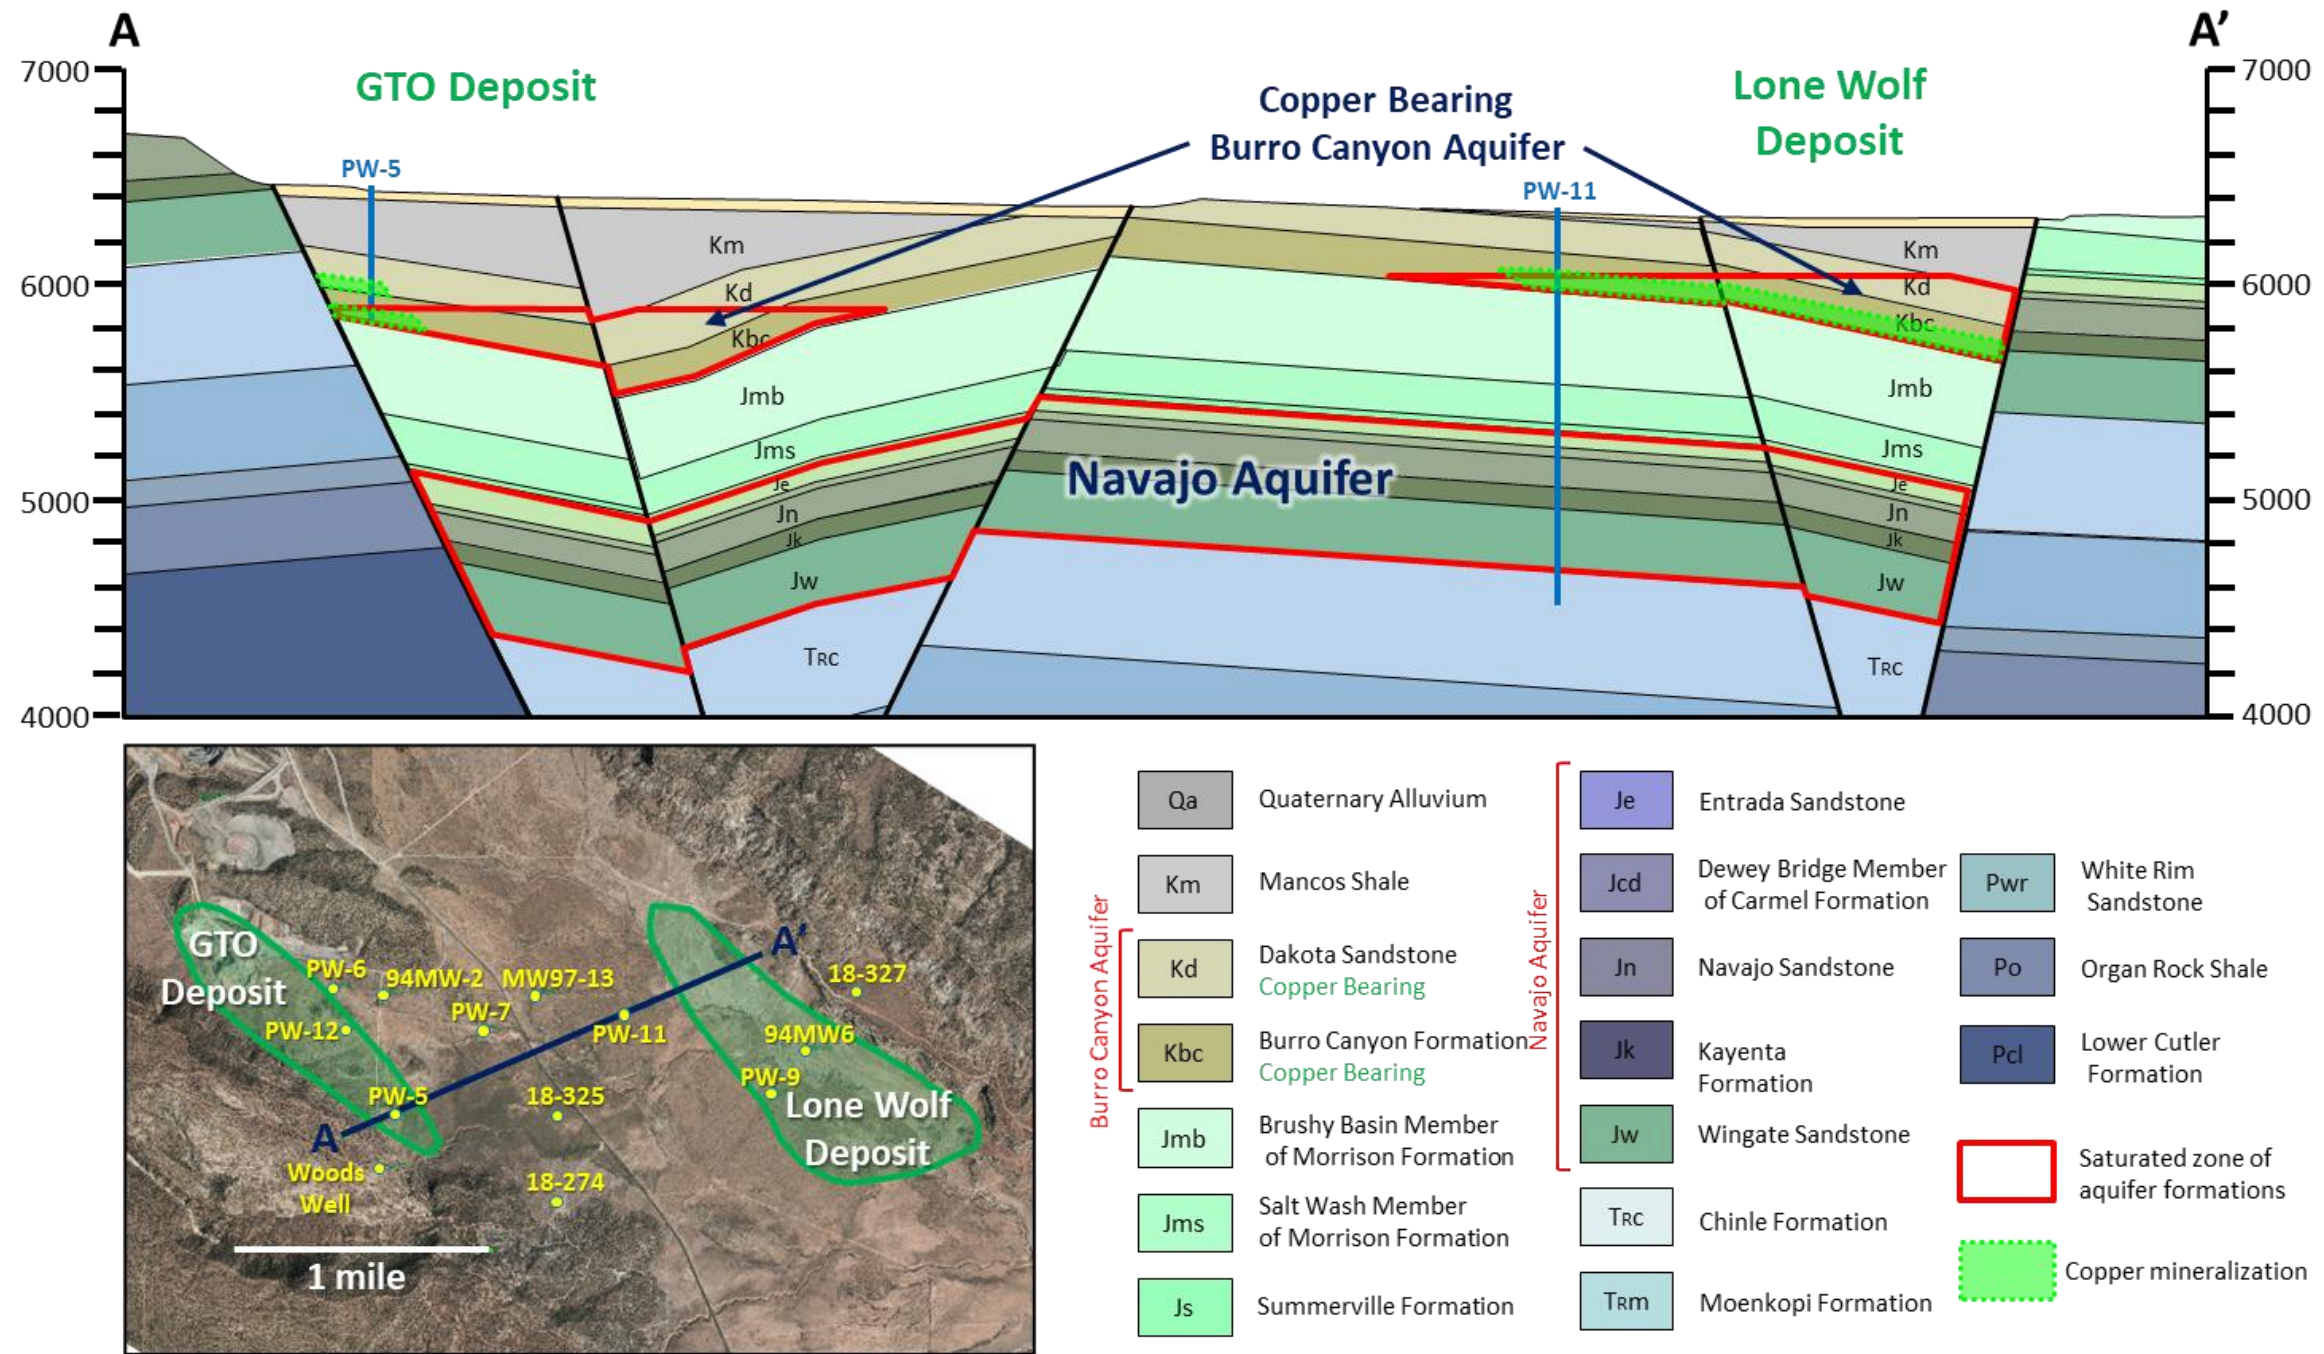 A
A’
7000
7000
GTO Deposit
Copper Bearing
Burro Canyon Aquifer
Lone Wolf
Deposit
PW-5
PW-11
Km
Km
6000
6000
Kd
Kd
Kbc
Kbc
Jmb
Jmb
Jms
Jms
Navajo Aquifer
Je
Je
5000
5000
Jn
Jn
Jk
Jk
Jw
Jw
TRC
TRC
4000
4000
GTO
Deposit
A’
PW-6
94MW-2
MW97-13
18-327
PW-7
PW-12
PW-11
94MW6
PW-9
PW-5
18-325
Lone Wolf
Deposit
A
Woods
Well
18-274
1 mile
Burro Canyon Aquifer
Qa
Quaternary Alluvium
Km
Mancos Shale
Kd
Dakota Sandstone
Copper Bearing
Kbc
Burro Canyon Formation
Copper Bearing
Jmb
Brushy Basin Member
of Morrison Formation
Jms
Salt Wash Member
of Morrison Formation
Js
Summerville Formation
Navajo Aquifer
Je
Entrada Sandstone
Jcd
Dewey Bridge Member
of Carmel Formation
Jn
Navajo Sandstone
Jk
Kayenta
Formation
Jw
Wingate Sandstone
TRC
Chinle Formation
TRm
Moenkopi Formation
Pwr
White Rim
Sandstone
Po
Organ Rock Shale
Pcl
Lower Cutler
Formation
Saturated zone of
aquifer formations
Copper mineralization